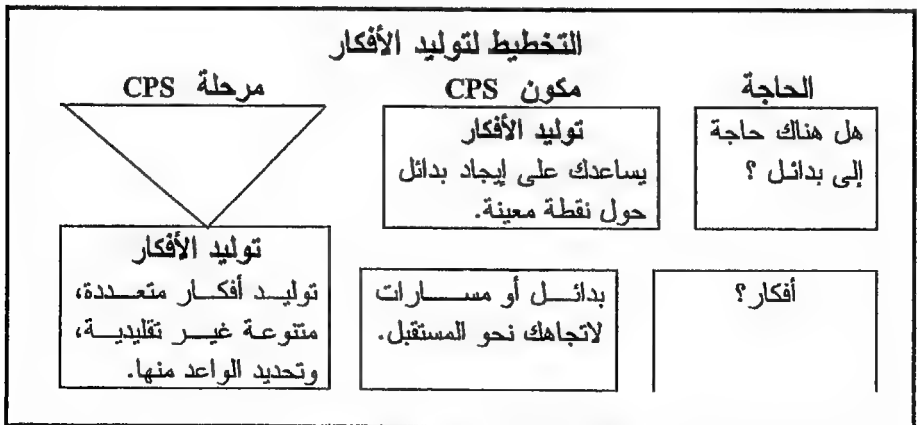 التخطيط لتوليد الأفكار
الحاجة
مكون CPS
مرحلة CPS
هل هناك حاجة
إلى بدائل ؟
توليد الأفكار
يساعدك على إيجاد بدائل
حول نقطة معينة.
أفكار؟
بدائل أو مسارات
لاتجاهك نحو المستقبل.
توليد الأفكار
توليد أفكار متعددة،
متنوعة غير تقليدية،
وتحديد الواعد منها.